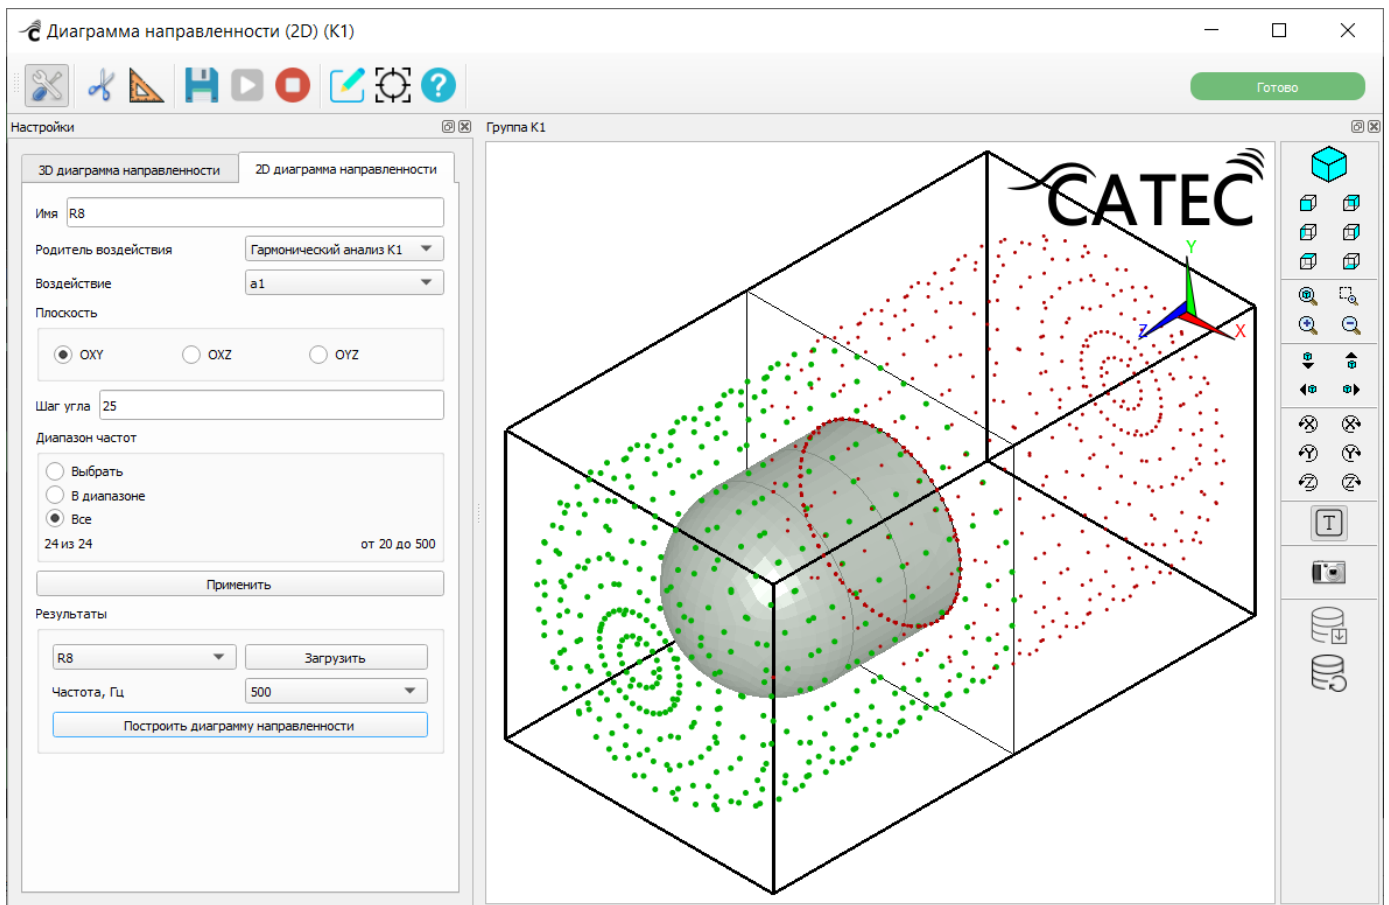 Диаграмма направленности (2D) (K1)
Готово
Настройки
Группа K1
3D диаграмма направленности
2D диаграмма направленности
Имя R8
Родитель воздействия Гармонический анализ K1
Воздействие a1
Плоскость
OXY OXZ OYZ
Шаг угла 25
Диапазон частот
Выбрать
В диапазоне
Все
24 из 24 от 20 до 500
Применить
Результаты
R8 Загрузить
Частота, Гц 500
Построить диаграмму направленности
CATEC
Y
Z
X
X X
Y Y
Z Z
T